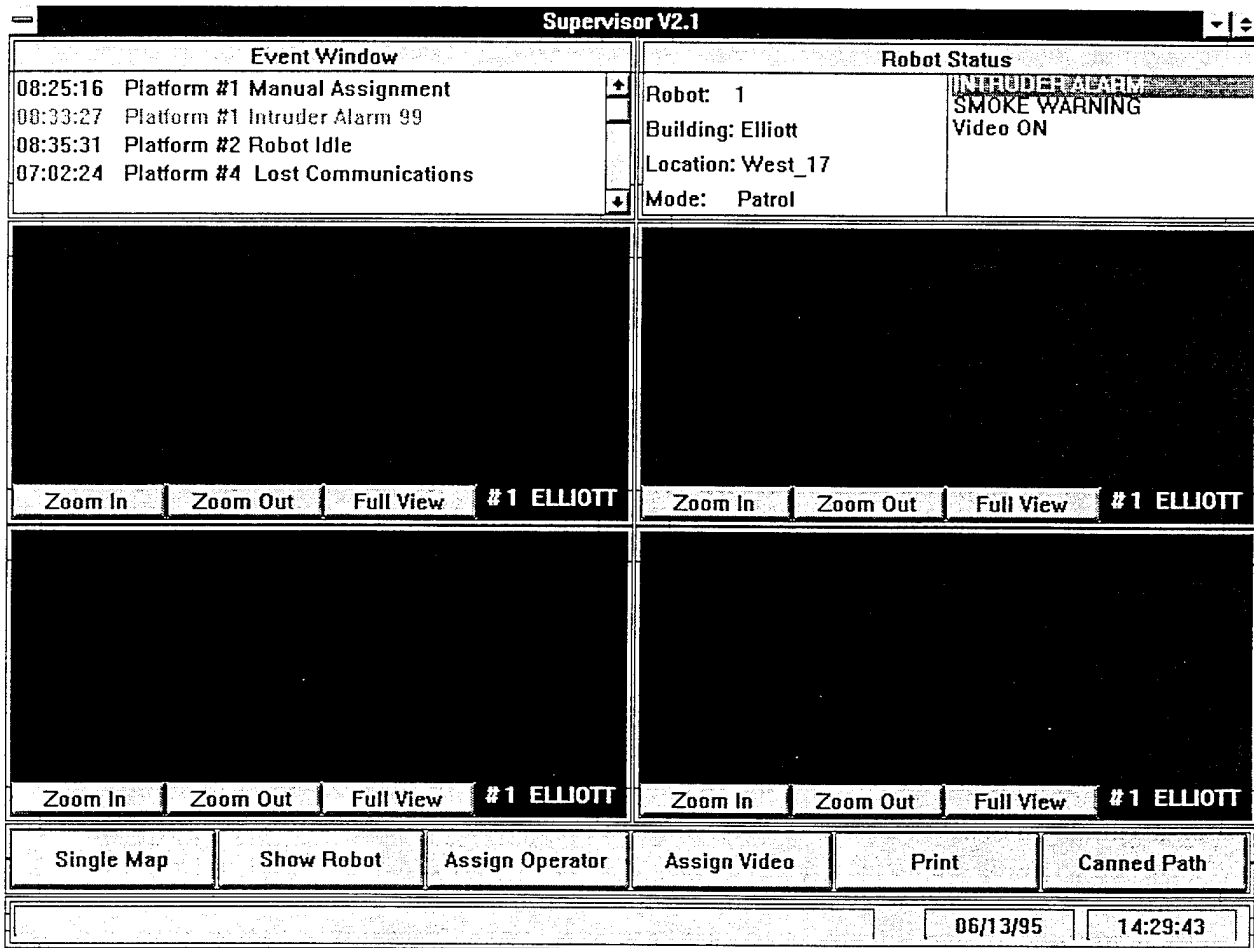 Supervisor V2.1
Event Window
08:25:16 Platform #1 Manual Assignment
08:33:27 Platform #1 Intruder Alarm 99
08:35:31 Platform #2 Robot Idle
07:02:24 Platform #4 Lost Communications
Robot Status
Robot: 1
Building: Elliott
Location: West_17
Mode: Patrol
INTRUDER ALARM
SMOKE WARNING
Video ON
Zoom In Zoom Out Full View #1 ELLIOTT
Zoom In Zoom Out Full View #1 ELLIOTT
Zoom In Zoom Out Full View #1 ELLIOTT
Zoom In Zoom Out Full View #1 ELLIOTT
Single Map Show Robot Assign Operator Assign Video Print Canned Path
06/13/95 14:29:43